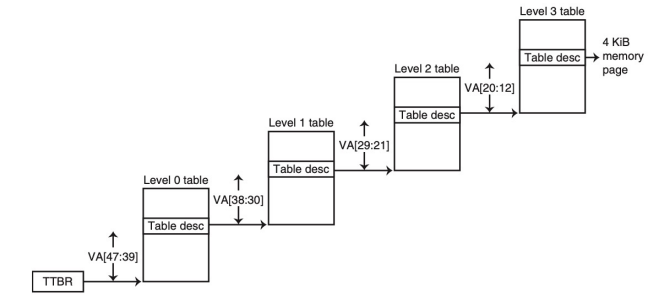 Level 3 table
4 KiB
memory
page
Table desc
Level 2 table
VA[20:12]
Table desc
Level 1 table
VA[29:21]
Table desc
Level 0 table
VA[38:30]
Table desc
VA[47:39]
TTBR